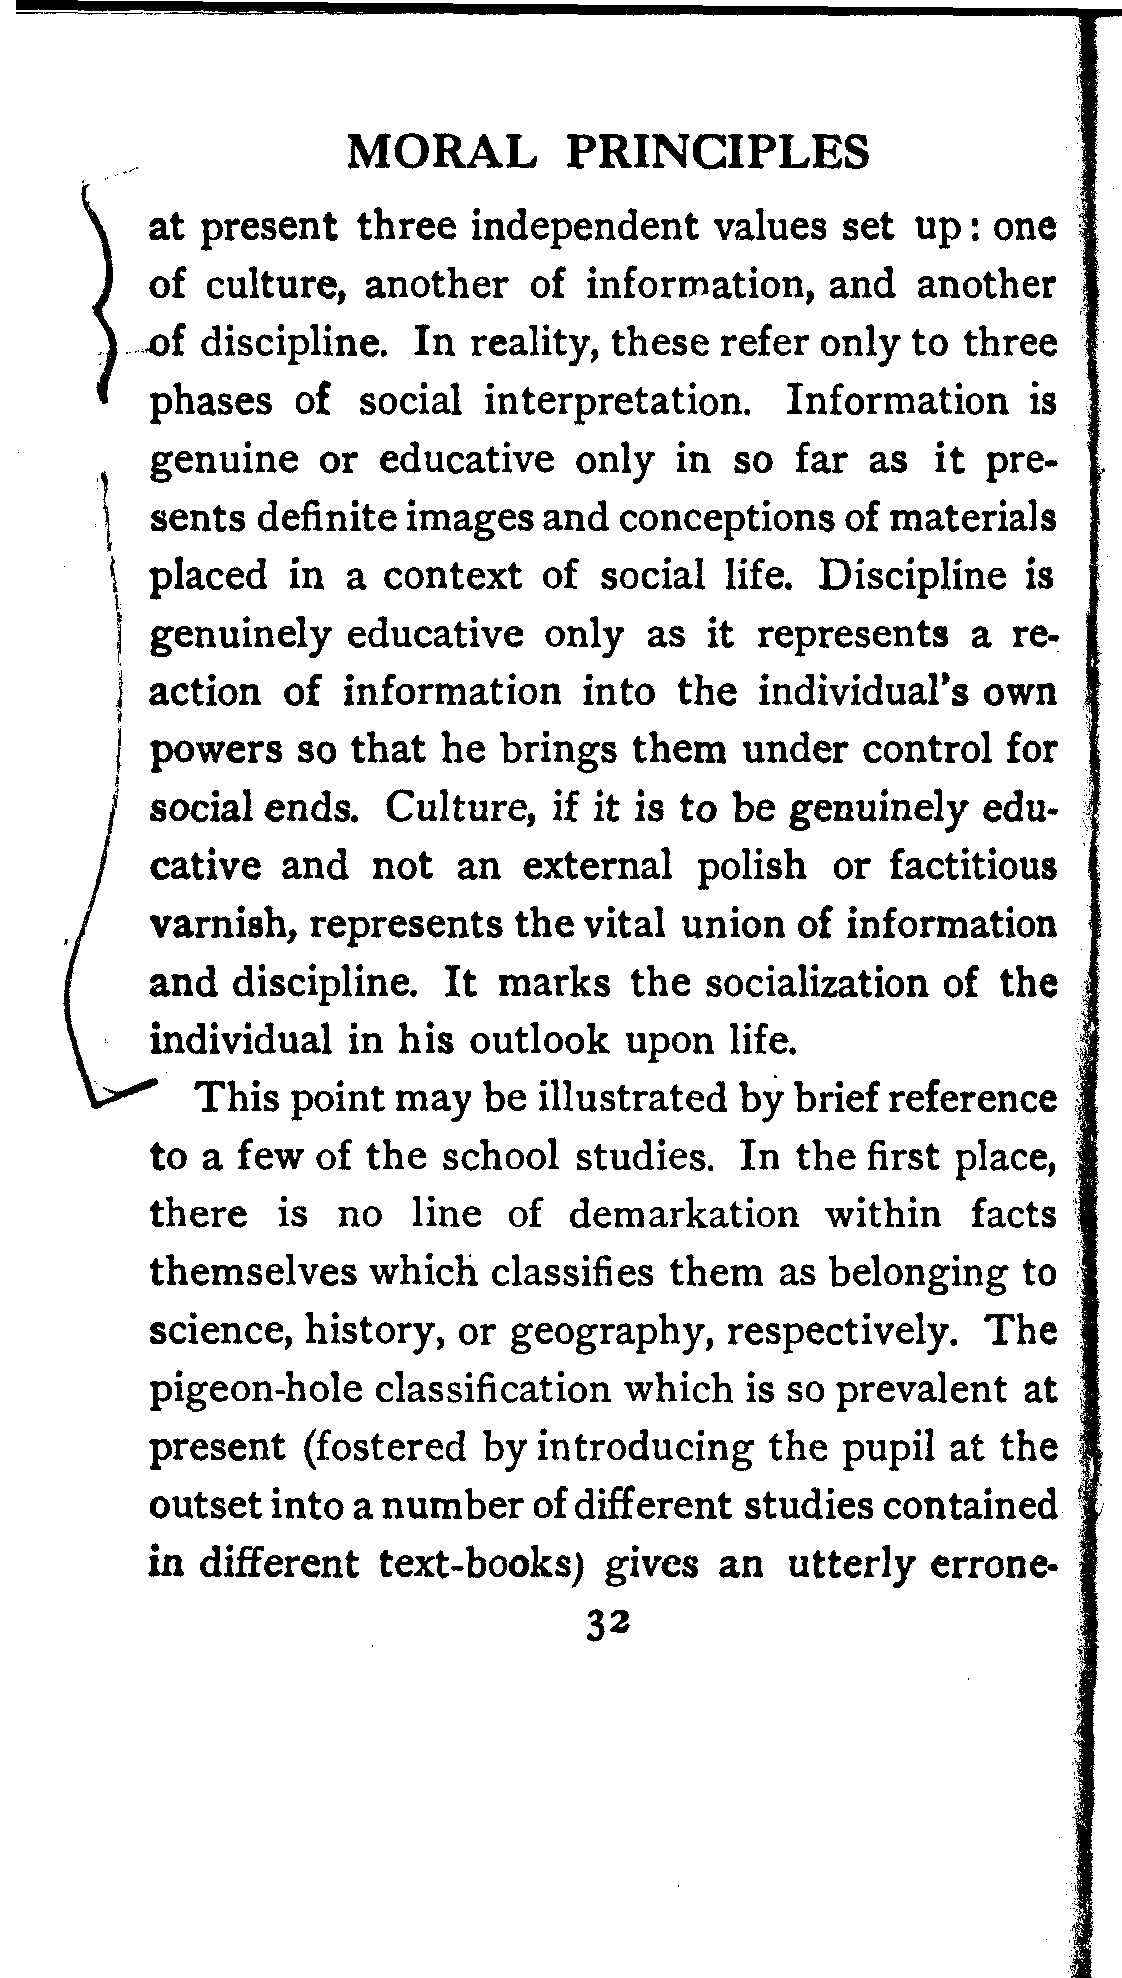 MORAL PRINCIPLES
at present three independent values set up: one
of culture, another of information, and another
of discipline. In reality, these refer only to three
phases of social interpretation. Information is
genuine or educative only in so far as it pre-
sents definite images and conceptions of materials
placed in a context of social life. Discipline is
genuinely educative only as it represents a re-
action of information into the individual's own
powers so that he brings them under control for
social ends. Culture, if it is to be genuinely edu-
cative and not an external polish or factitious
varnish, represents the vital union of information
and discipline. It marks the socialization of the
individual in his outlook upon life.
This point may be illustrated by brief reference
to a few of the school studies. In the first place,
there is no line of demarkation within facts
themselves which classifies them as belonging to
science, history, or geography, respectively. The
pigeon-hole classification which is so prevalent at
present (fostered by introducing the pupil at the
outset into a number of different studies contained
in different text-books) gives an utterly errone-
32